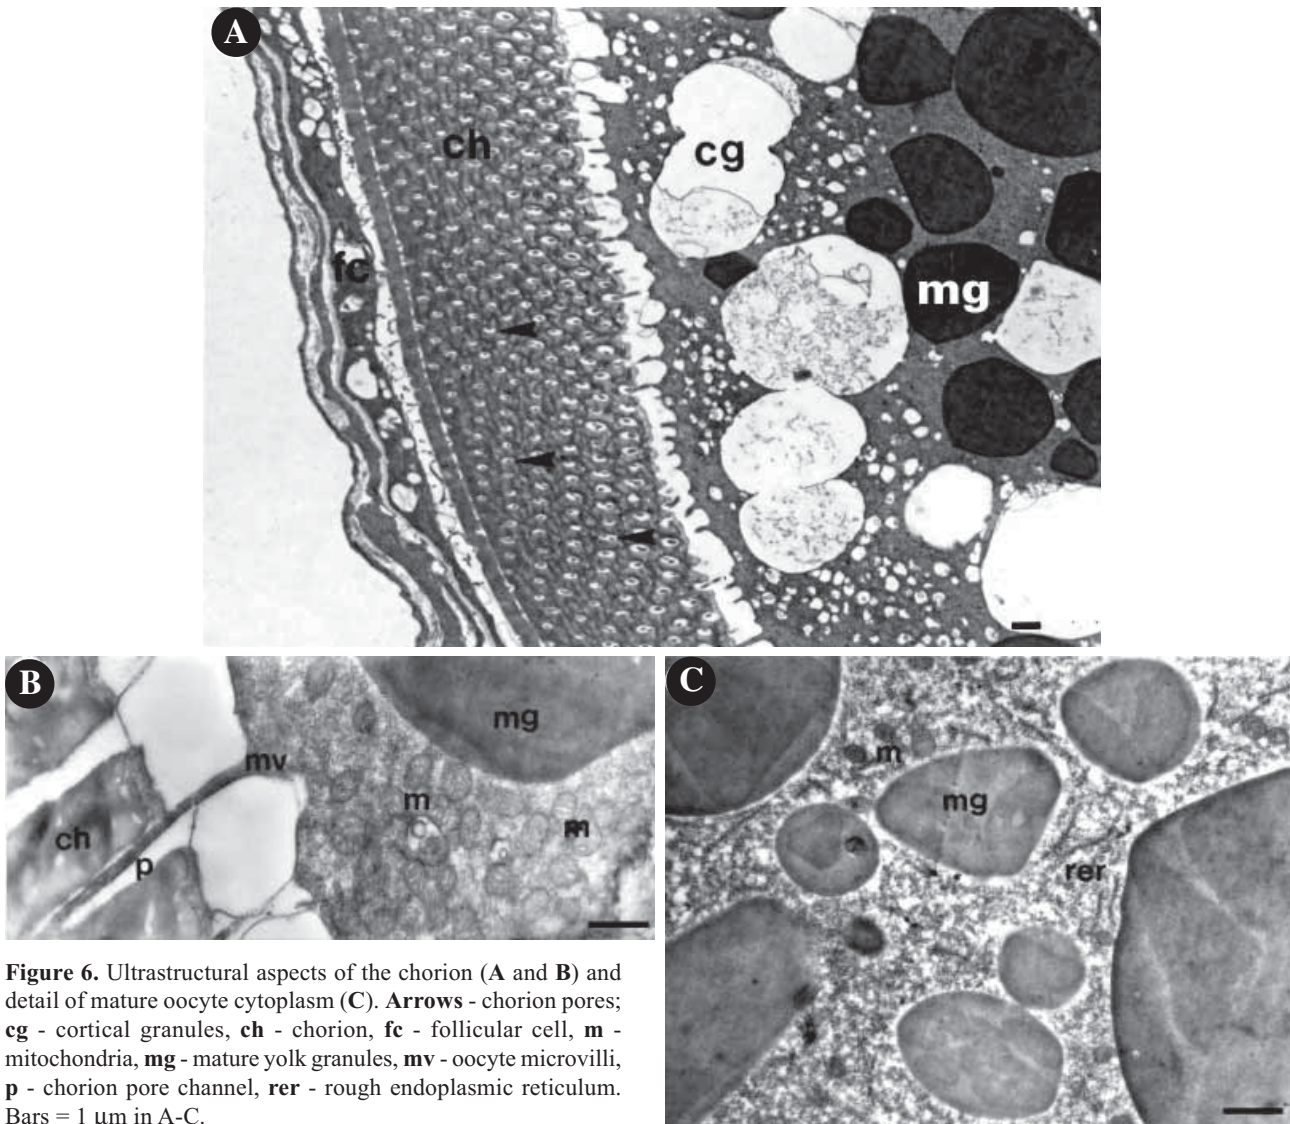 A
ch
cg
fc
mg
B
mg
mv
m
m
ch
p
C
m
mg
rer
Figure 6. Ultrastructural aspects of the chorion (A and B) and
detail of mature oocyte cytoplasm (C). Arrows - chorion pores;
cg - cortical granules, ch - chorion, fc - follicular cell, m -
mitochondria, mg - mature yolk granules, mv - oocyte microvilli,
p - chorion pore channel, rer - rough endoplasmic reticulum.
Bars = 1 μm in A-C.